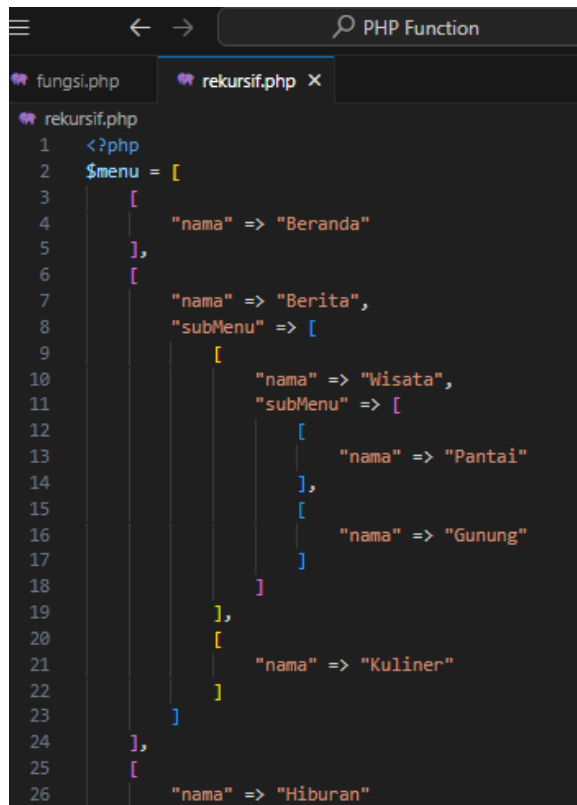 PHP Function
fungsi.php rekursif.php
rekursif.php
1 <?php
2 $menu = [
3 [
4 "nama" => "Beranda"
5 ],
6 [
7 "nama" => "Berita",
8 "subMenu" => [
9 [
10 "nama" => "Wisata",
11 "subMenu" => [
12 [
13 "nama" => "Pantai"
14 ],
15 [
16 "nama" => "Gunung"
17 ]
18 ]
19 ],
20 [
21 "nama" => "Kuliner"
22 ]
23 ]
24 ],
25 [
26 "nama" => "Hiburan"